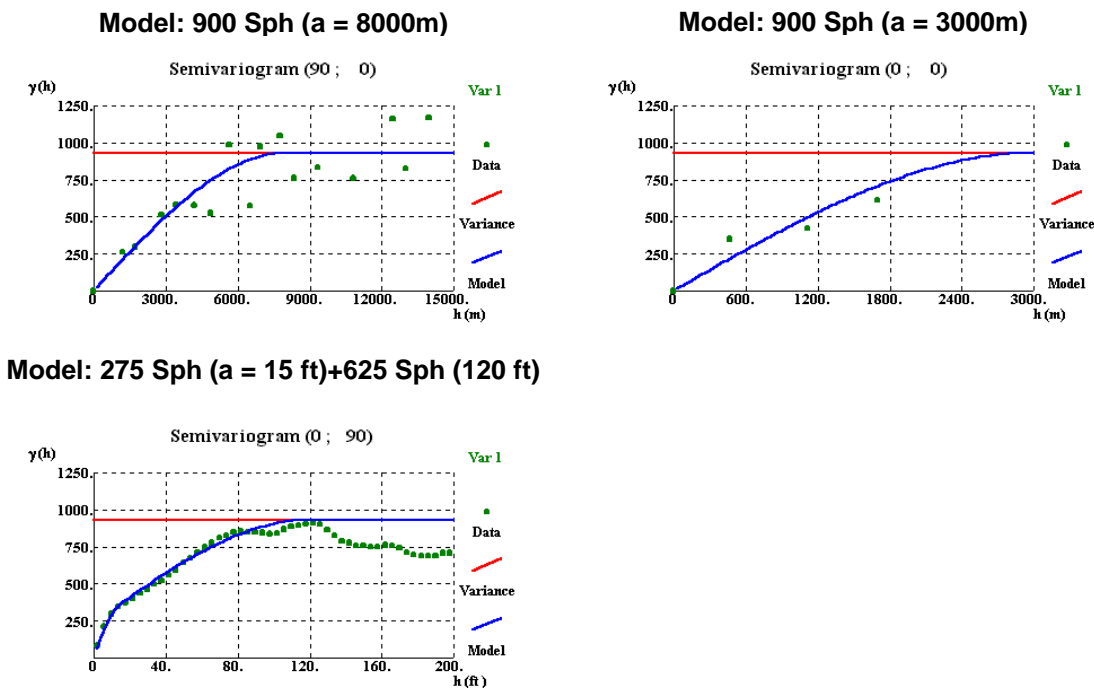 Model: 900 Sph (a = 8000m)
Semivariogram (90 ; 0)
γ(h)
Var 1
1250.
1000.
750.
500.
250.
Data
Variance
Model
0 3000. 6000. 9000. 12000. 15000.
h (m)
Model: 900 Sph (a = 3000m)
Semivariogram (0 ; 0)
γ(h)
Var 1
1250.
1000.
750.
500.
250.
Data
Variance
Model
0 600. 1200. 1800. 2400. 3000.
h (m)
Model: 275 Sph (a = 15 ft)+625 Sph (120 ft)
Semivariogram (0 ; 90)
γ(h)
Var 1
1250.
1000.
750.
500.
250.
Data
Variance
Model
0 40. 80. 120. 160. 200.
h (ft)